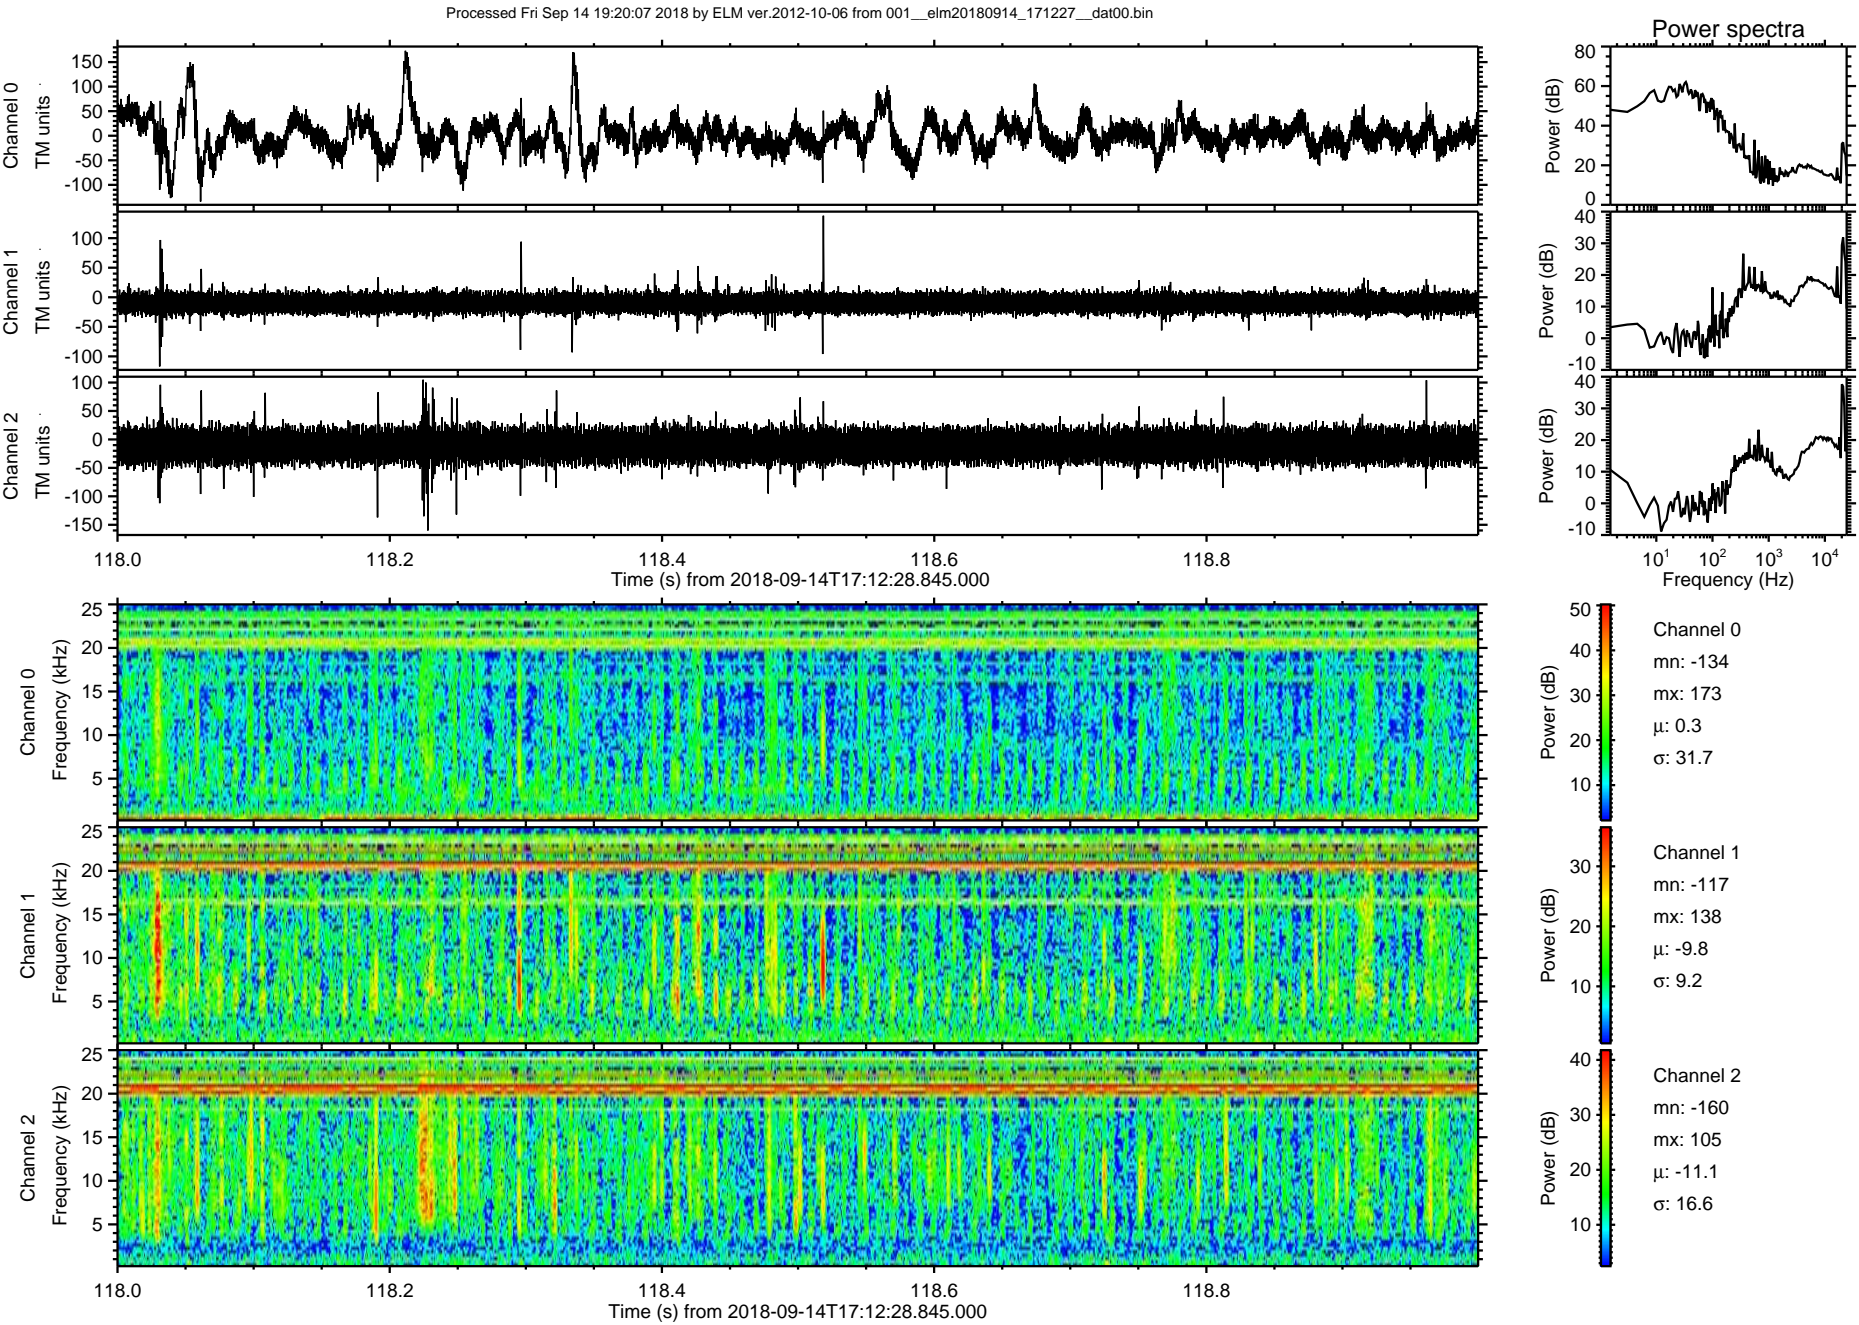 Processed Fri Sep 14 19:20:07 2018 by ELM ver.2012-10-06 from 001__elm20180914_171227__dat00.bin
Power spectra
Channel 0
TM units
150
100
50
0
-50
-100
Power (dB)
80
60
40
20
0
Channel 1
TM units
100
50
0
-50
-100
Power (dB)
40
30
20
10
0
-10
Channel 2
TM units
100
50
0
-50
-100
-150
Power (dB)
40
30
20
10
0
-10
118.0 118.2 118.4 118.6 118.8
Time (s) from 2018-09-14T17:12:28.845.000
10¹ 10² 10³ 10⁴
Frequency (Hz)
Channel 0
Frequency (kHz)
25
20
15
10
5
Power (dB)
50
40
30
20
10
Channel 0
mn: -134
mx: 173
μ: 0.3
σ: 31.7
Channel 1
Frequency (kHz)
25
20
15
10
5
Power (dB)
30
20
10
Channel 1
mn: -117
mx: 138
μ: -9.8
σ: 9.2
Channel 2
Frequency (kHz)
25
20
15
10
5
Power (dB)
40
30
20
10
Channel 2
mn: -160
mx: 105
μ: -11.1
σ: 16.6
118.0 118.2 118.4 118.6 118.8
Time (s) from 2018-09-14T17:12:28.845.000